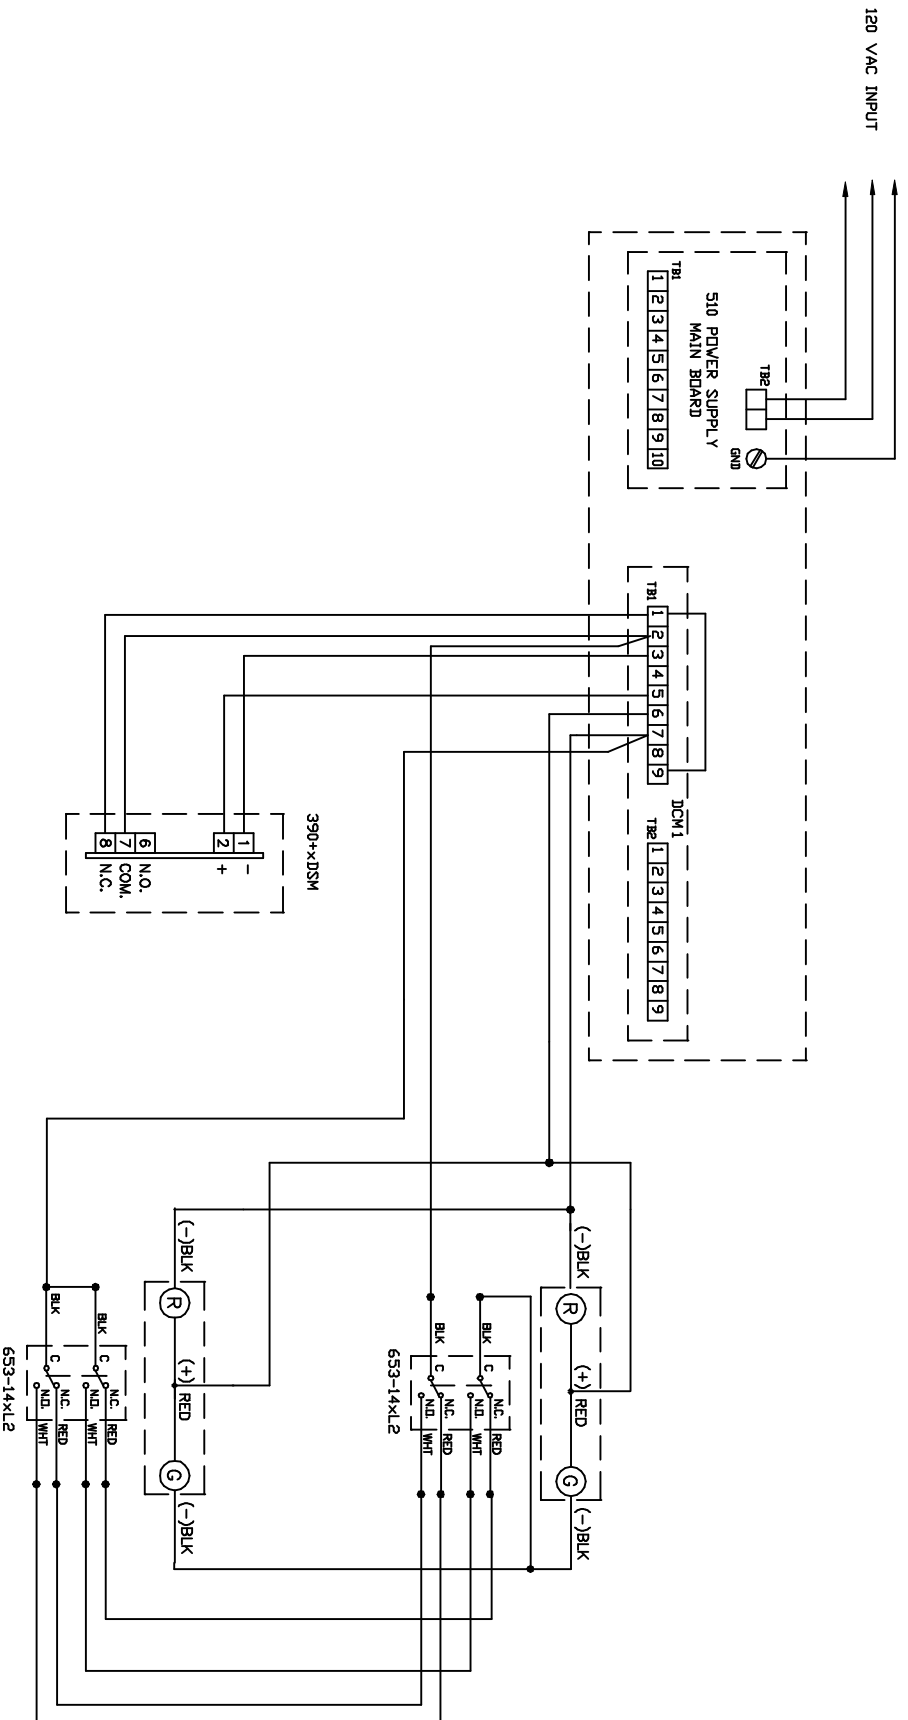 120 VAC INPUT
TB2
GND
510 POWER SUPPLY
MAIN BOARD
TB1
1 2 3 4 5 6 7 8 9 10
DCM1
TB1
1 2 3 4 5 6 7 8 9
TB2
1 2 3 4 5 6 7 8 9
390+xDSM
1 -
2 +
6 N.O.
7 COM.
8 N.C.
(-)BLK
R
(+) RED
G
(-)BLK
BLK
C
N.C.
RED
N.O.
WHT
BLK
C
N.C.
RED
N.O.
WHT
653-14xL2
(-)BLK
R
(+) RED
G
(-)BLK
BLK
C
N.C.
RED
N.O.
WHT
BLK
C
N.C.
RED
N.O.
WHT
653-14xL2